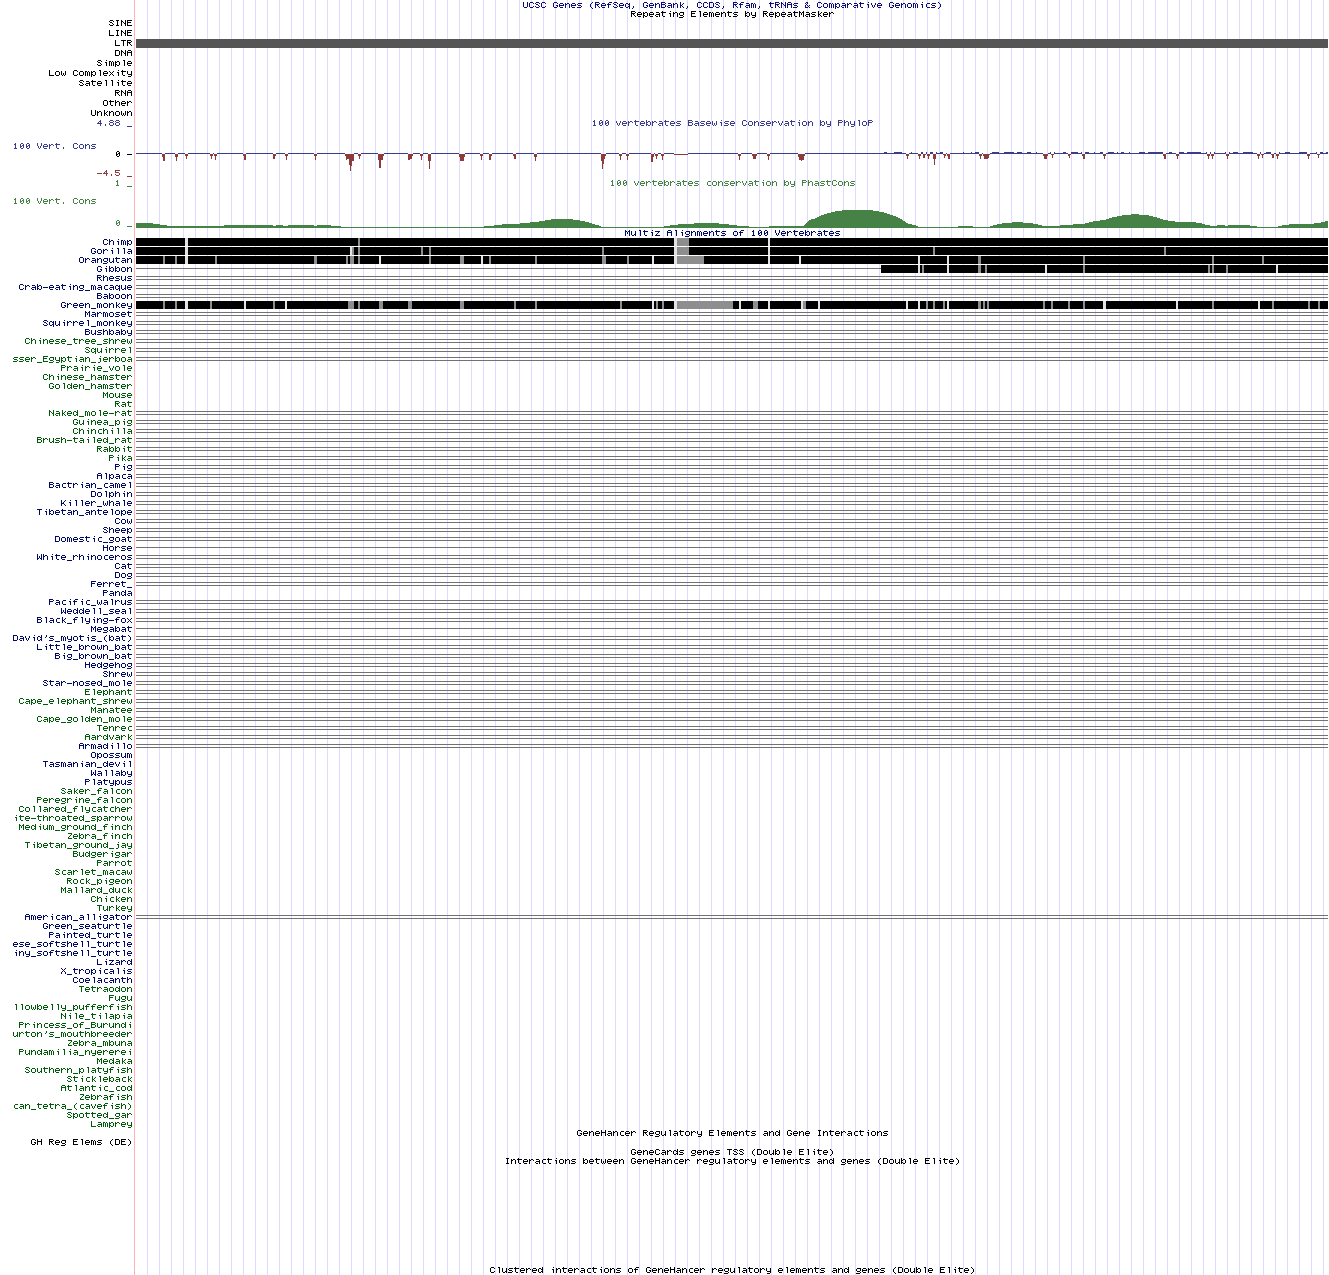 UCSC Genes (RefSeq, GenBank, CCDS, Rfam, tRNAs & Comparative Genomics)
Repeating Elements by RepeatMasker
SINE
LINE
LTR
DNA
Simple
Low Complexity
Satellite
RNA
Other
Unknown
100 vertebrates Basewise Conservation by PhyloP
4.88 _
100 Vert. Cons
0 _
-4.5 _
100 vertebrates conservation by PhastCons
1 _
100 Vert. Cons
0 _
Multiz Alignments of 100 Vertebrates
Chimp
Gorilla
Orangutan
Gibbon
Rhesus
Crab-eating_macaque
Baboon
Green_monkey
Marmoset
Squirrel_monkey
Bushbaby
Chinese_tree_shrew
Squirrel
sser_Egyptian_jerboa
Prairie_vole
Chinese_hamster
Golden_hamster
Mouse
Rat
Naked_mole-rat
Guinea_pig
Chinchilla
Brush-tailed_rat
Rabbit
Pika
Pig
Alpaca
Bactrian_camel
Dolphin
Killer_whale
Tibetan_antelope
Cow
Sheep
Domestic_goat
Horse
White_rhinoceros
Cat
Dog
Ferret_
Panda
Pacific_walrus
Weddell_seal
Black_flying-fox
Megabat
David's_myotis_(bat)
Little_brown_bat
Big_brown_bat
Hedgehog
Shrew
Star-nosed_mole
Elephant
Cape_elephant_shrew
Manatee
Cape_golden_mole
Tenrec
Aardvark
Armadillo
Opossum
Tasmanian_devil
Wallaby
Platypus
Saker_falcon
Peregrine_falcon
Collared_flycatcher
ite-throated_sparrow
Medium_ground_finch
Zebra_finch
Tibetan_ground_jay
Budgerigar
Parrot
Scarlet_macaw
Rock_pigeon
Mallard_duck
Chicken
Turkey
American_alligator
Green_seaturtle
Painted_turtle
ese_softshell_turtle
iny_softshell_turtle
Lizard
X_tropicalis
Coelacanth
Tetraodon
Fugu
llowbelly_pufferfish
Nile_tilapia
Princess_of_Burundi
urton's_mouthbreeder
Zebra_mbuna
Pundamilia_nyererei
Medaka
Southern_platyfish
Stickleback
Atlantic_cod
Zebrafish
can_tetra_(cavefish)
Spotted_gar
Lamprey
GeneHancer Regulatory Elements and Gene Interactions
GH Reg Elems (DE)
GeneCards genes TSS (Double Elite)
Interactions between GeneHancer regulatory elements and genes (Double Elite)
Clustered interactions of GeneHancer regulatory elements and genes (Double Elite)